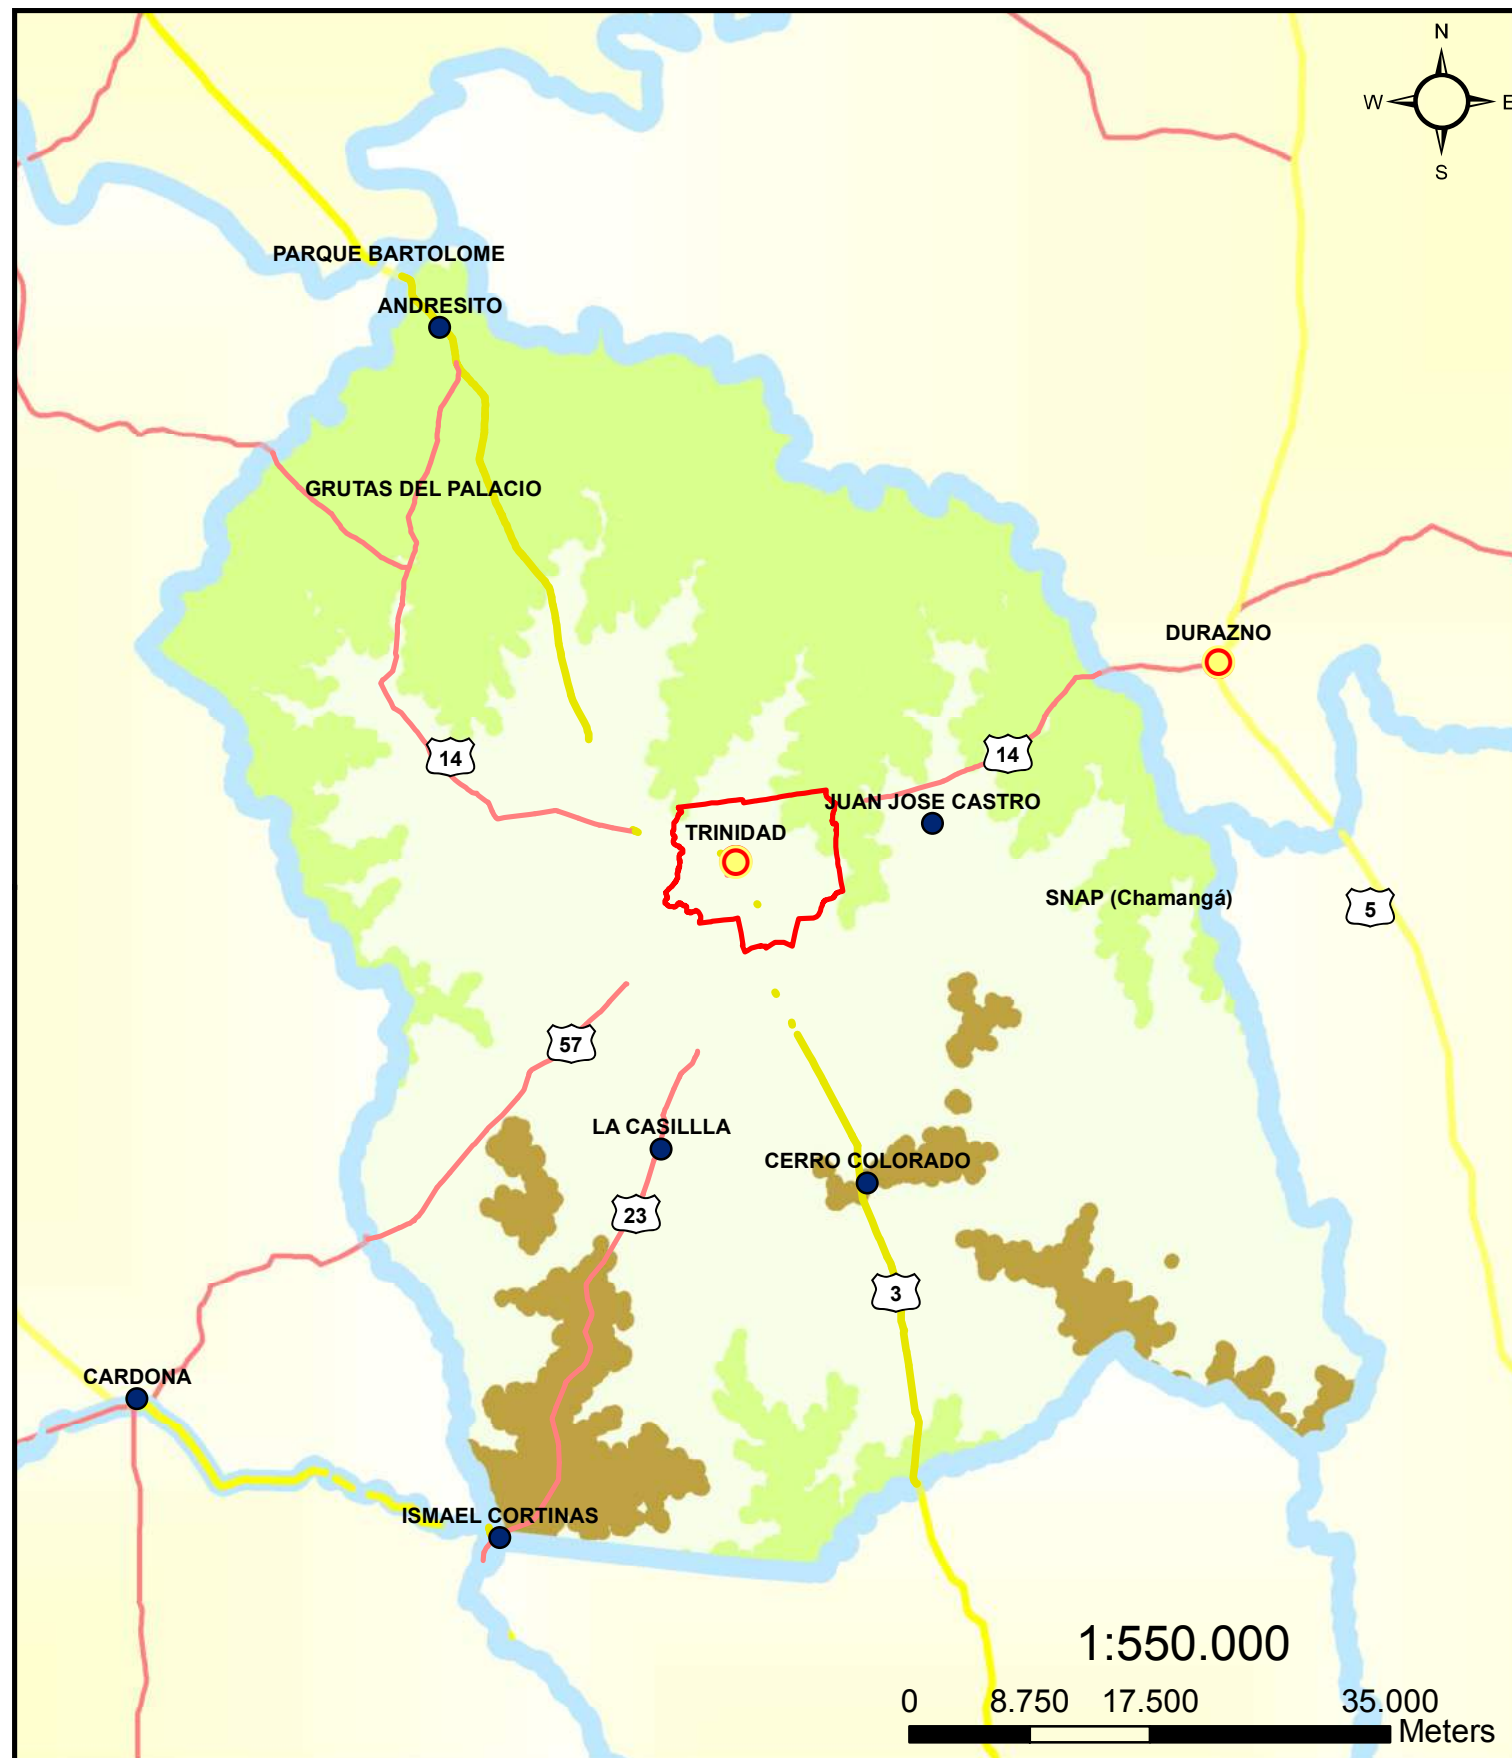 N
W
E
S
PARQUE BARTOLOME
ANDRESITO
GRUTAS DEL PALACIO
DURAZNO
14
14
JUAN JOSE CASTRO
TRINIDAD
SNAP (Chamangá)
5
57
LA CASILLLA
CERRO COLORADO
23
3
CARDONA
ISMAEL CORTINAS
1:550.000
0 8.750 17.500 35.000
Meters